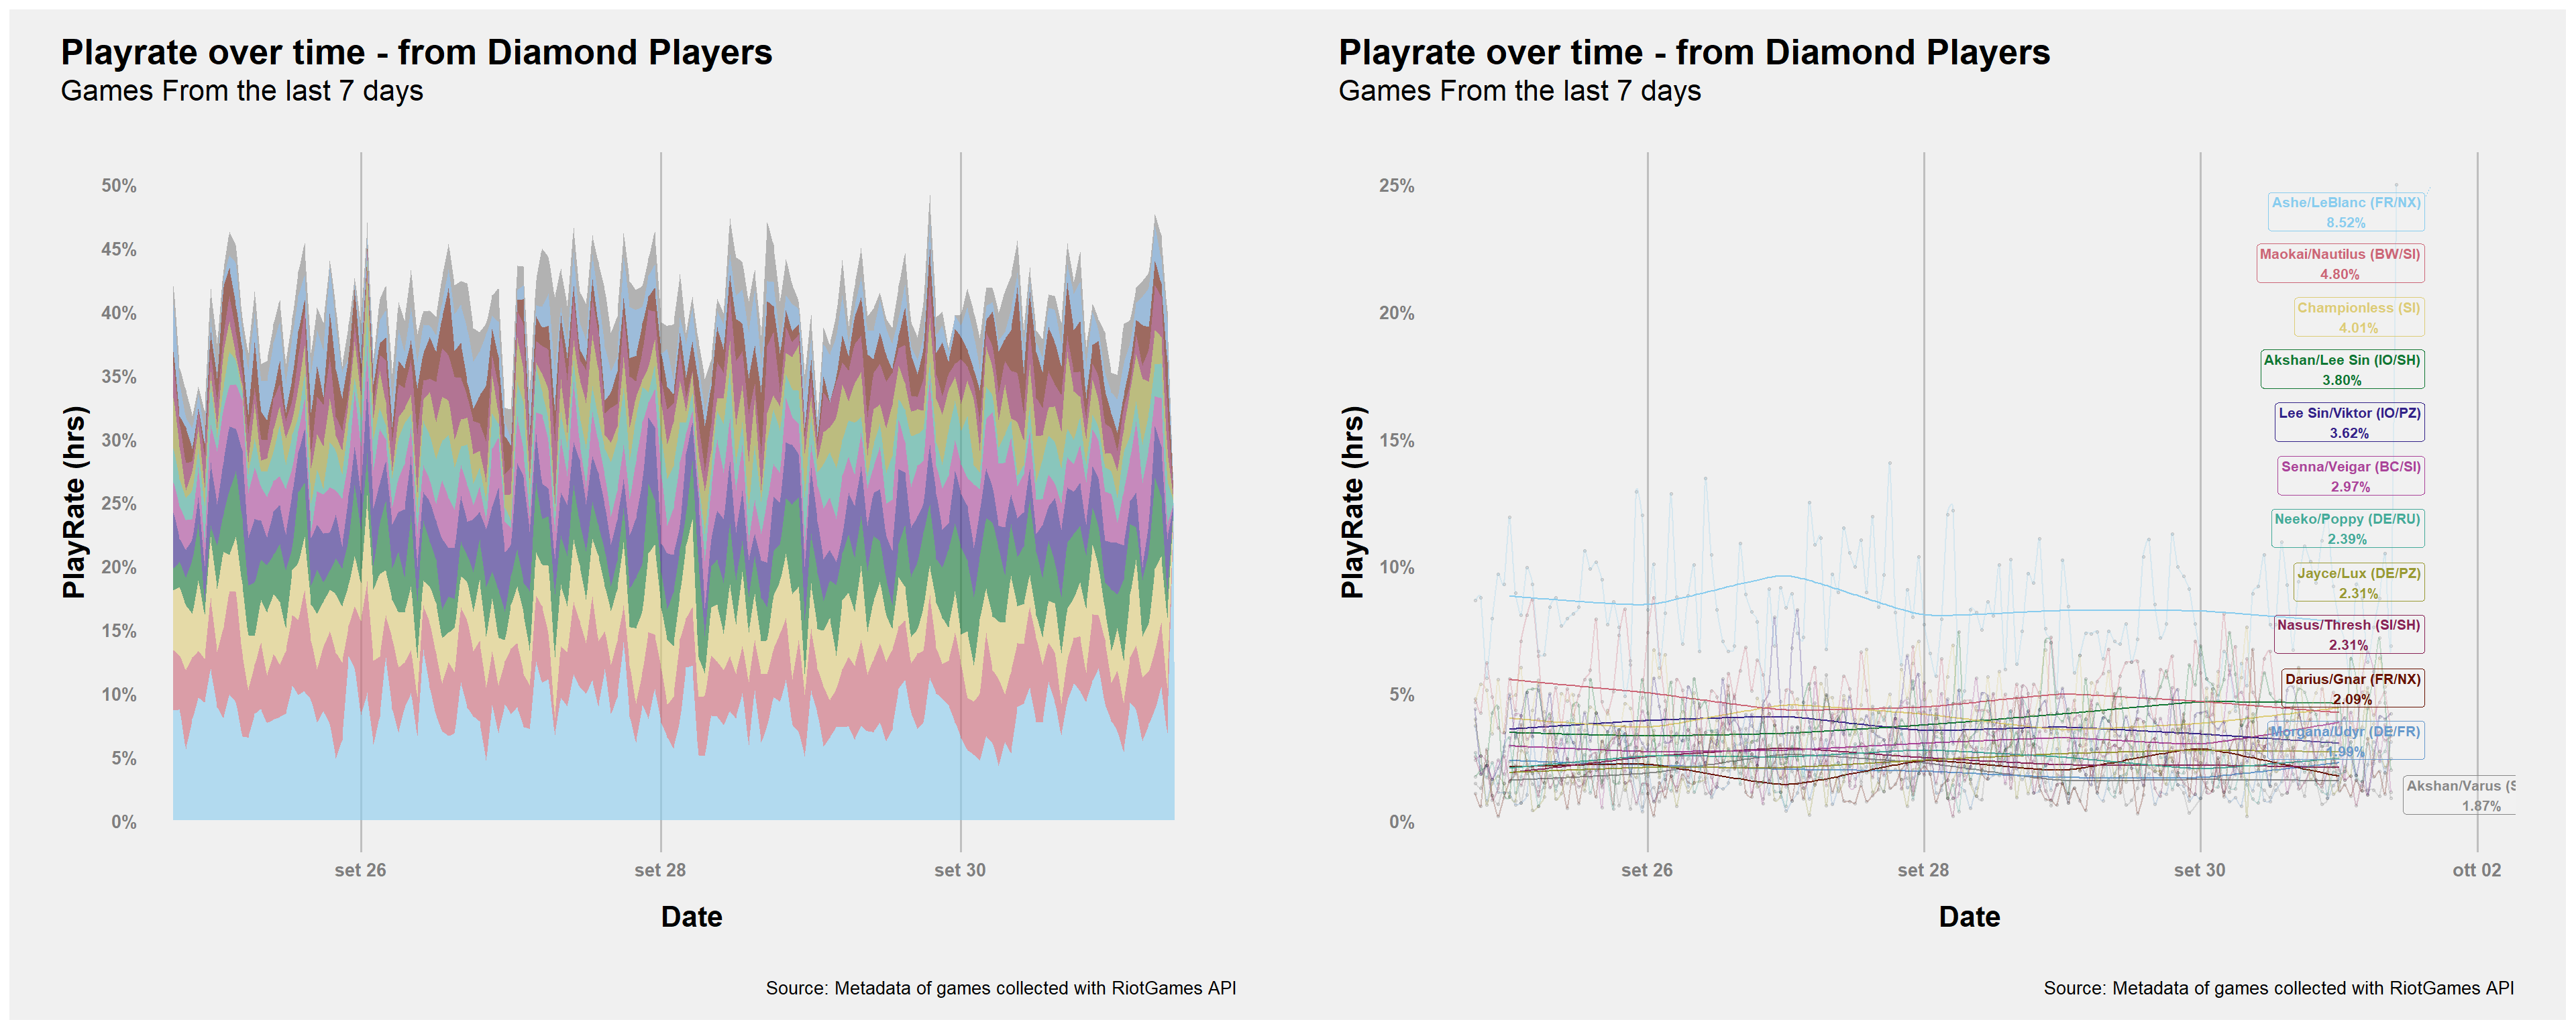 Playrate over time - from Diamond Players
Games From the last 7 days
50%
45%
40%
35%
30%
25%
20%
15%
10%
5%
0%
PlayRate (hrs)
set 26
set 28
set 30
Date
Source: Metadata of games collected with RiotGames API
Playrate over time - from Diamond Players
Games From the last 7 days
25%
20%
15%
10%
5%
0%
PlayRate (hrs)
Ashe/LeBlanc (FR/NX)
8.52%
Maokai/Nautilus (BW/SI)
4.80%
Championless (SI)
4.01%
Akshan/Lee Sin (IO/SH)
3.80%
Lee Sin/Viktor (IO/PZ)
3.62%
Senna/Veigar (BC/SI)
2.97%
Neeko/Poppy (DE/RU)
2.39%
Jayce/Lux (DE/PZ)
2.31%
Nasus/Thresh (SI/SH)
2.31%
Darius/Gnar (FR/NX)
2.09%
Morgana/Udyr (DE/FR)
1.99%
Akshan/Varus (S
1.87%
set 26
set 28
set 30
ott 02
Date
Source: Metadata of games collected with RiotGames API